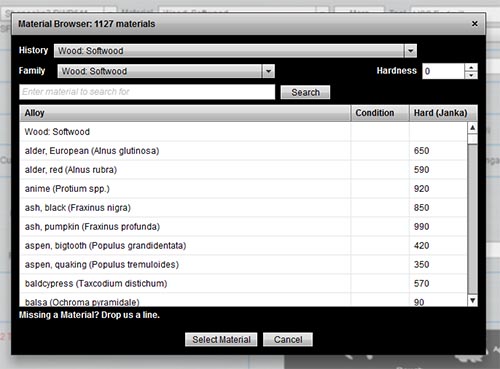 Material
More
Material Browser: 1127 materials
History Wood: Softwood
Family Wood: Softwood Hardness 0
Enter material to search for Search
Alloy Condition Hard (Janka)
Wood: Softwood
alder, European (Alnus glutinosa) 650
alder, red (Alnus rubra) 590
anime (Protium spp.) 920
ash, black (Fraxinus nigra) 850
ash, pumpkin (Fraxinus profunda) 990
aspen, bigtooth (Populus grandidentata) 420
aspen, quaking (Populus tremuloides) 350
baldcypress (Taxcodium distichum) 570
balsa (Ochroma pyramidale) 90
Missing a Material? Drop us a line.
Select Material Cancel